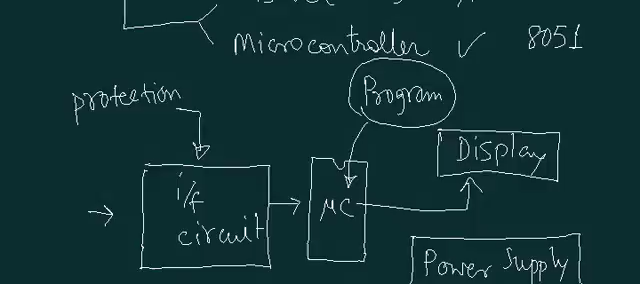 Microcontroller ✓ 8051
protection
Program
Display
i/f
circuit
μC
Power Supply